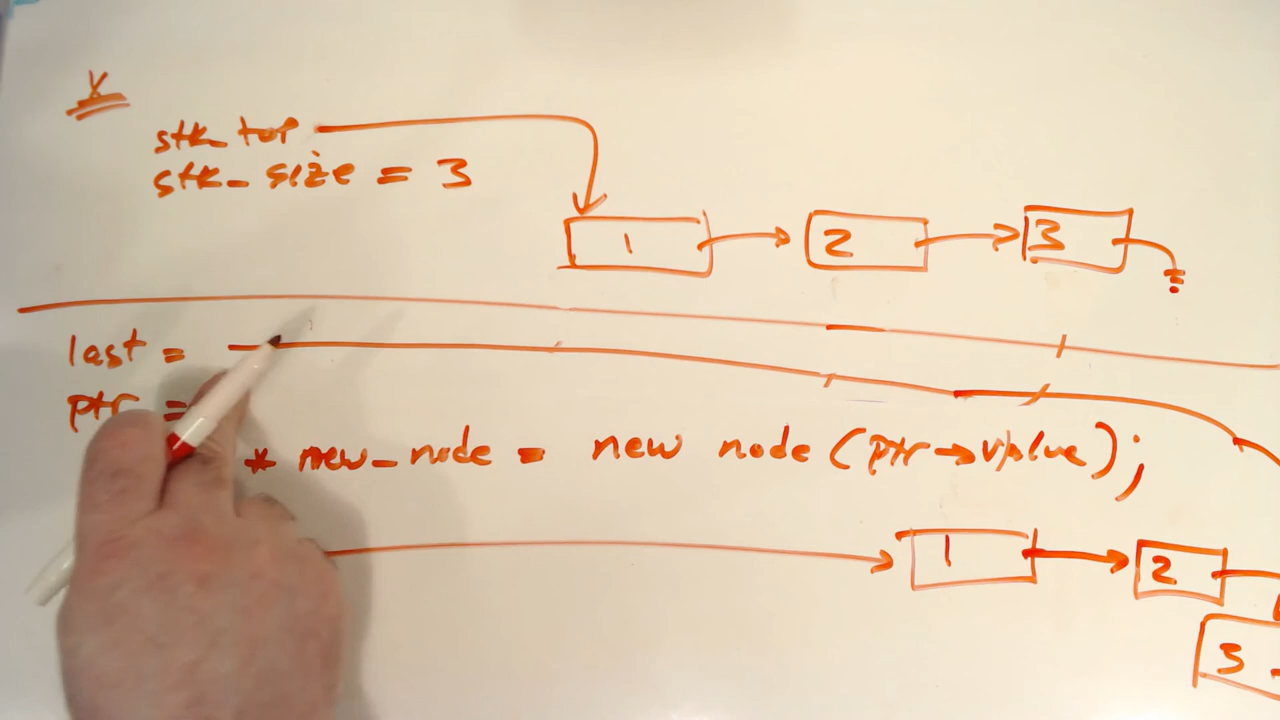 stk_top
stk_size = 3
1 2 3
last =
ptr =
* new_node = new node (ptr→value);
1 2
3